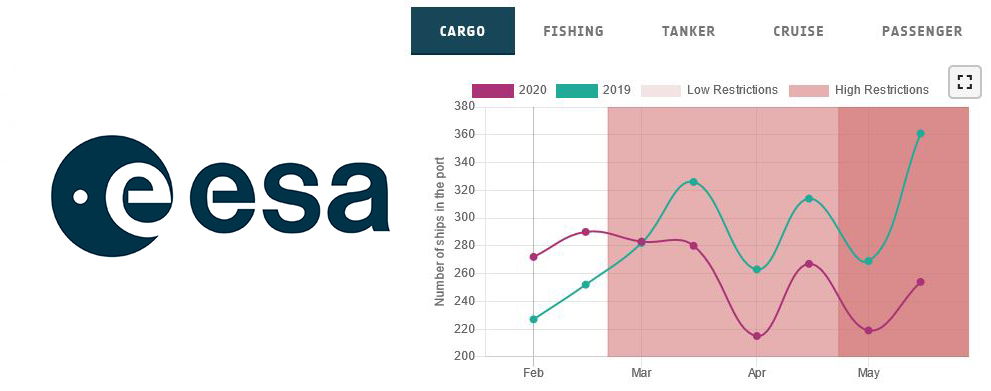 CARGO FISHING TANKER CRUISE PASSENGER
2020 2019 Low Restrictions High Restrictions
esa
Number of ships in the port
380
360
340
320
300
280
260
240
220
200
Feb Mar Apr May